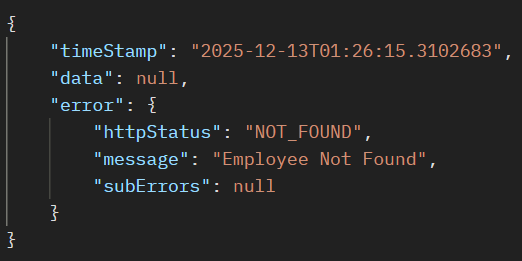 {
    "timeStamp": "2025-12-13T01:26:15.3102683",
    "data": null,
    "error": {
        "httpStatus": "NOT_FOUND",
        "message": "Employee Not Found",
        "subErrors": null
    }
}